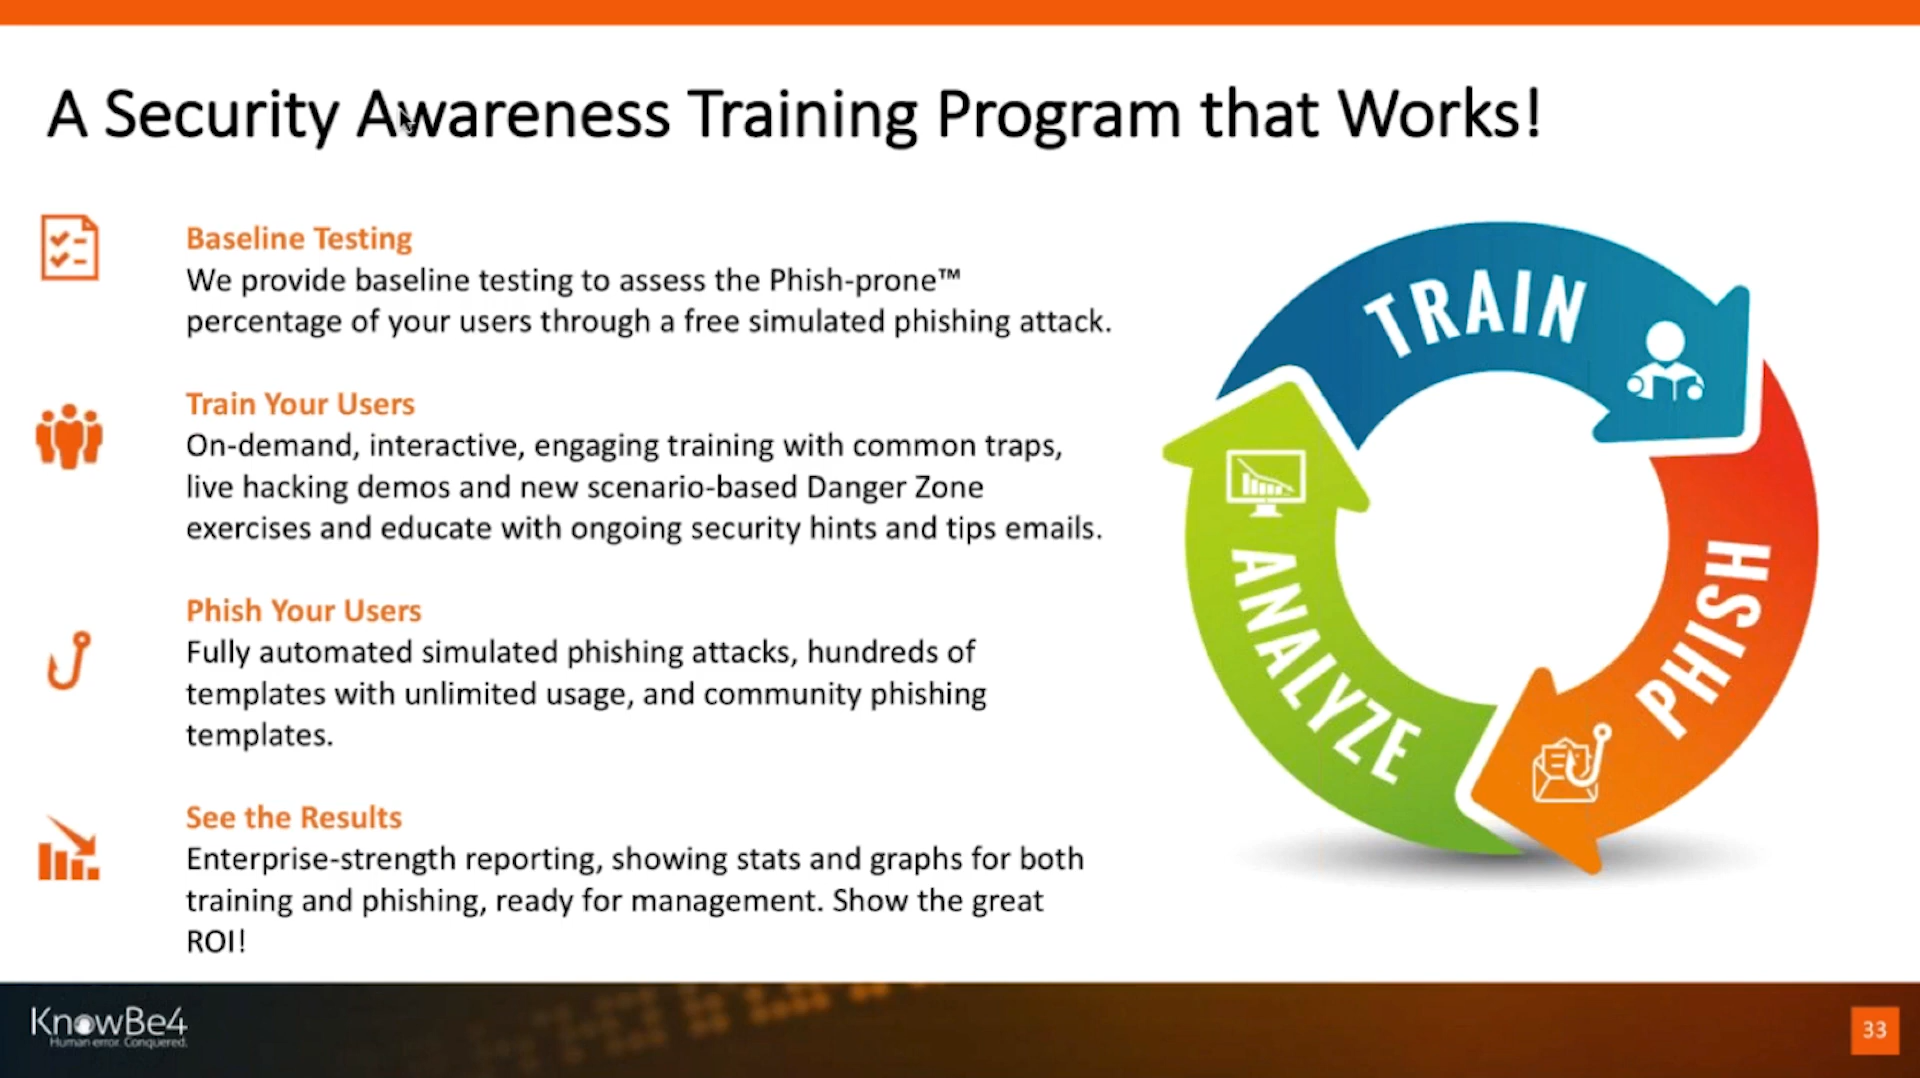 A Security Awareness Training Program that Works!
Baseline Testing
We provide baseline testing to assess the Phish-prone™
percentage of your users through a free simulated phishing attack.
Train Your Users
On-demand, interactive, engaging training with common traps,
live hacking demos and new scenario-based Danger Zone
exercises and educate with ongoing security hints and tips emails.
Phish Your Users
Fully automated simulated phishing attacks, hundreds of
templates with unlimited usage, and community phishing
templates.
See the Results
Enterprise-strength reporting, showing stats and graphs for both
training and phishing, ready for management. Show the great
ROI!
TRAIN
PHISH
ANALYZE
KnowBe4
Human error. Conquered.
33